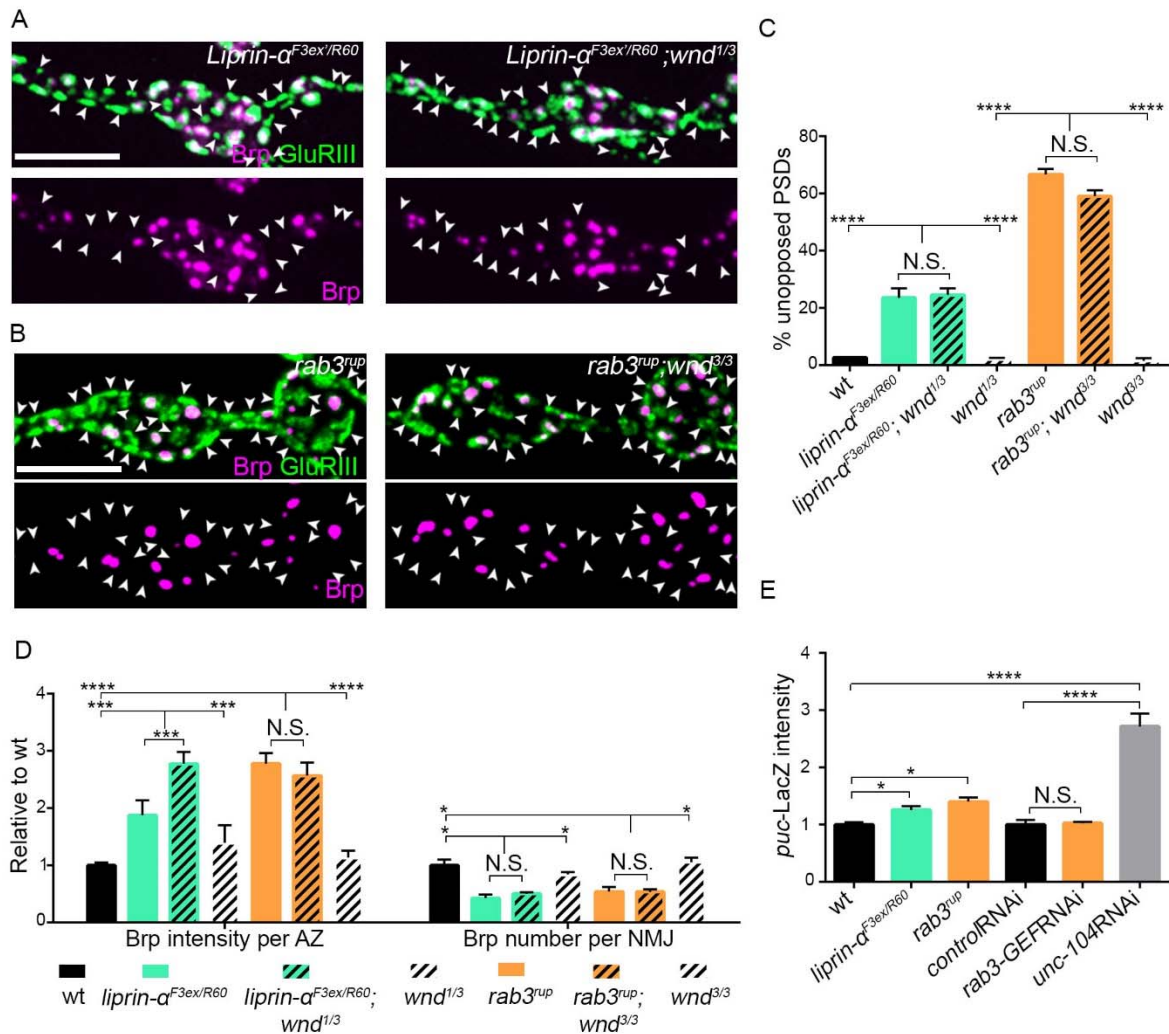 A
Liprin-α^F3ex'/R60
Brp GluRIII
Brp
Liprin-α^F3ex'/R60 ;wnd^1/3
B
rab3^rup
Brp GluRIII
Brp
rab3^rup;wnd^3/3
C
% unopposed PSDs
80
60
40
20
0
****
****
N.S.
****
****
N.S.
wt
liprin-α^F3ex/R60
liprin-α^F3ex/R60; wnd^1/3
wnd^1/3
rab3^rup
rab3^rup; wnd^3/3
wnd^3/3
D
Relative to wt
4
3
2
1
0
****
****
***
***
***
N.S.
*
*
*
*
N.S.
N.S.
Brp intensity per AZ
Brp number per NMJ
wt
liprin-α^F3ex/R60
liprin-α^F3ex/R60;
wnd^1/3
wnd^1/3
rab3^rup
rab3^rup;
wnd^3/3
wnd^3/3
E
puc-LacZ intensity
4
3
2
1
0
****
****
*
*
N.S.
wt
liprin-α^F3ex/R60
rab3^rup
controlRNAi
rab3-GEFRNAi
unc-104RNAi